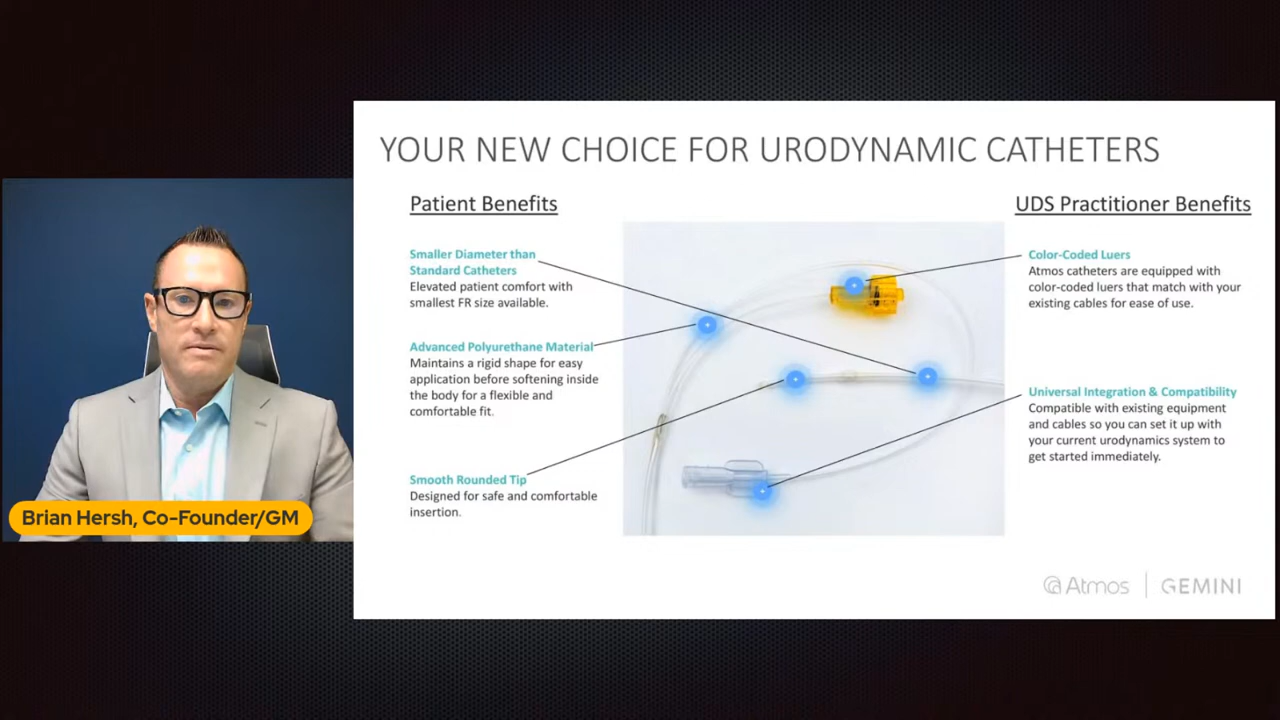 YOUR NEW CHOICE FOR URODYNAMIC CATHETERS
Patient Benefits
Smaller Diameter than
Standard Catheters
Elevated patient comfort with
smallest FR size available.
Advanced Polyurethane Material
Maintains a rigid shape for easy
application before softening inside
the body for a flexible and
comfortable fit.
Smooth Rounded Tip
Designed for safe and comfortable
insertion.
UDS Practitioner Benefits
Color-Coded Luers
Atmos catheters are equipped with
color-coded luers that match with your
existing cables for ease of use.
Universal Integration & Compatibility
Compatible with existing equipment
and cables so you can set it up with
your current urodynamics system to
get started immediately.
Brian Hersh, Co-Founder/GM
Atmos | GEMINI